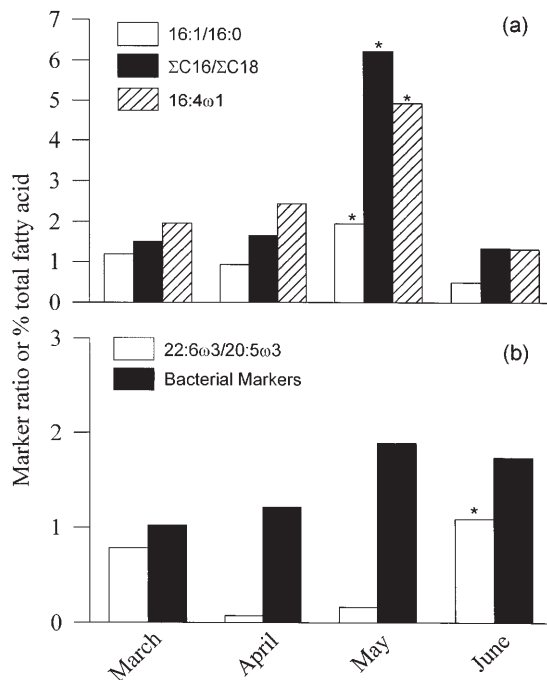 (a)
16:1/16:0
ΣC16/ΣC18
16:4ω1
7
6
5
4
3
2
1
0
* * *
Marker ratio or % total fatty acid
(b)
22:6ω3/20:5ω3
Bacterial Markers
3
2
1
0
*
March April May June